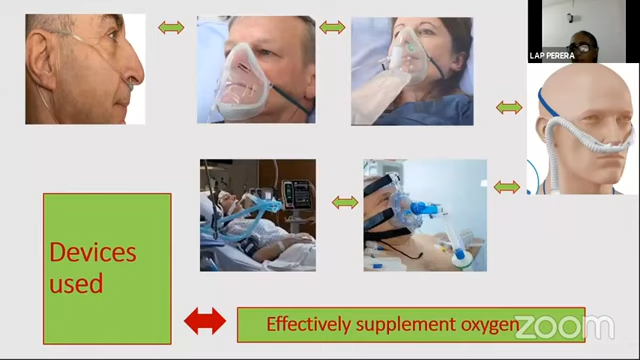 LAP PERERA
Devices
used
Effectively supplement oxygen
zoom